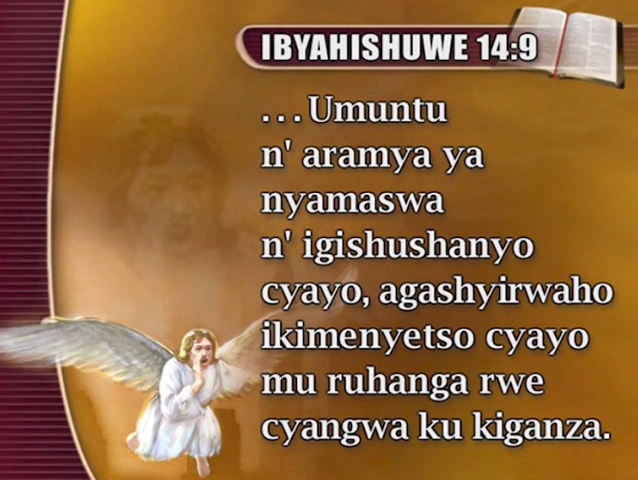 IBYAHISHUWE 14:9
. . . Umuntu
n' aramya ya
nyamaswa
n' igishushanyo
cyayo, agashyirwaho
ikimenyetso cyayo
mu ruhanga rwe
cyangwa ku kiganza.